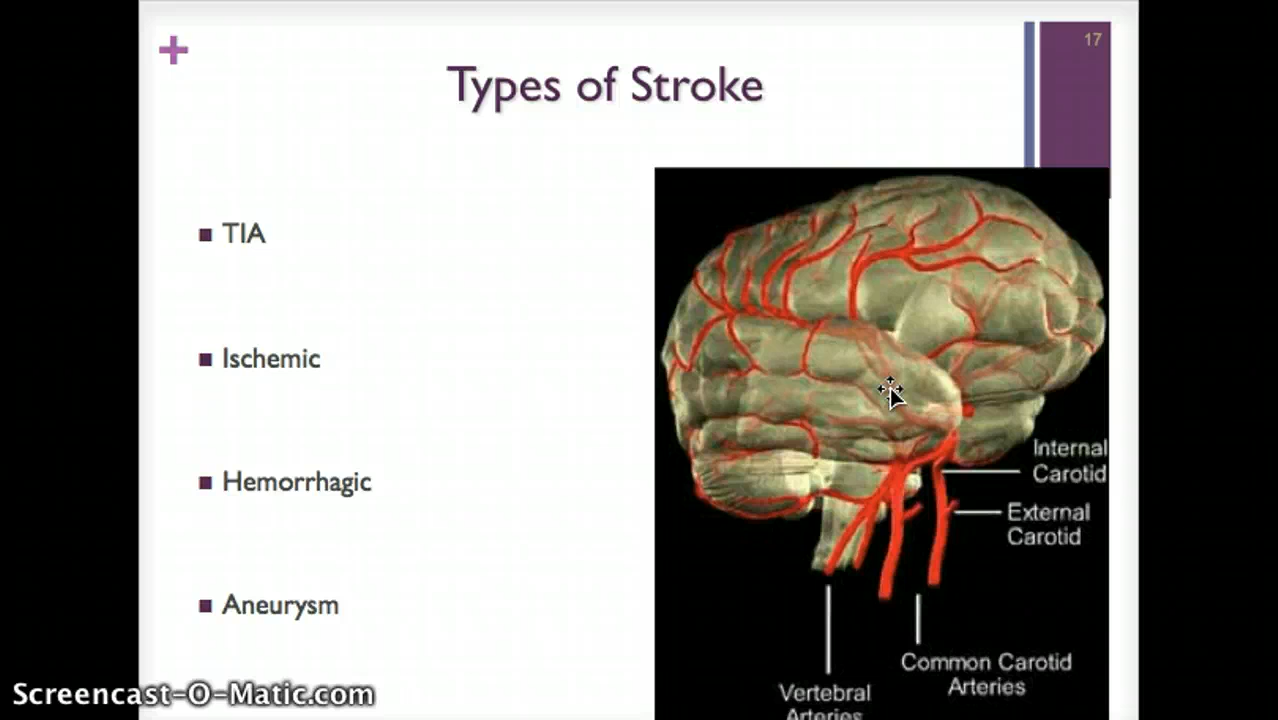 +
17
Types of Stroke
TIA
Ischemic
Hemorrhagic
Aneurysm
Internal
Carotid
External
Carotid
Common Carotid
Arteries
Vertebral
Arteries
Screencast-O-Matic.com